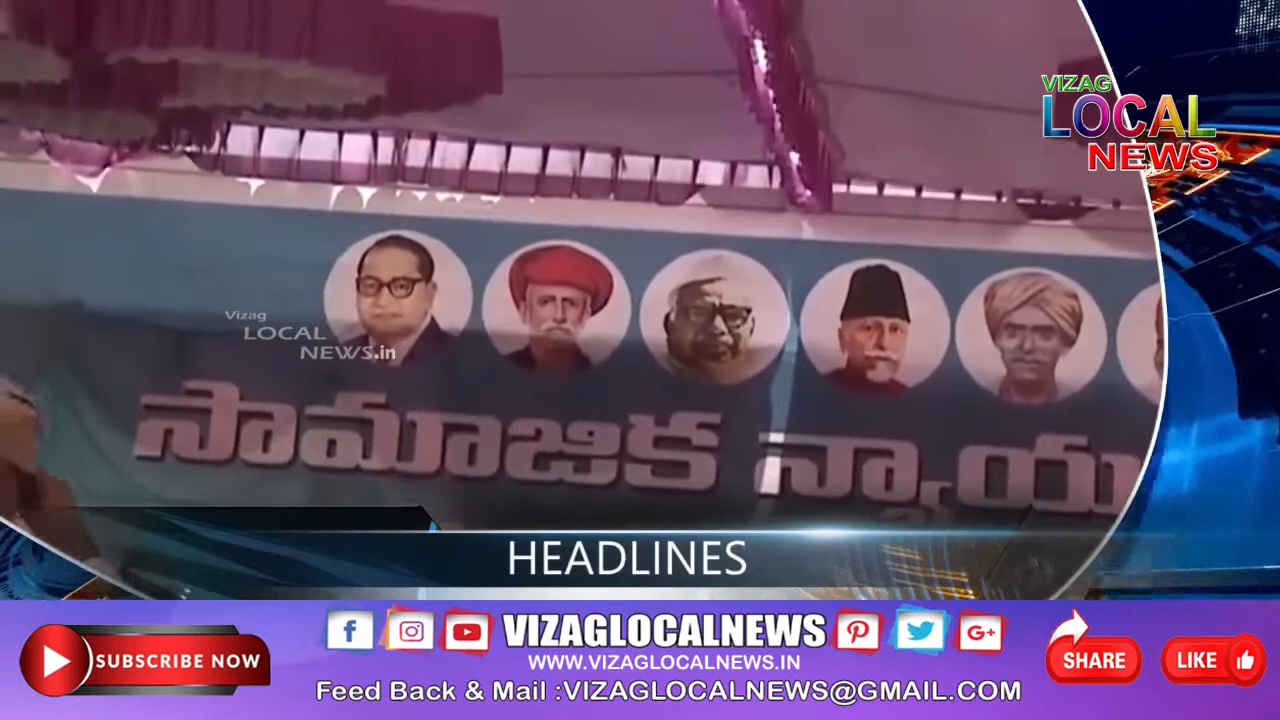 VIZAG
LOCAL
NEWS
Vizag
LOCAL
NEWS.in
సామాజిక న్యాయ
HEADLINES
SUBSCRIBE NOW
VIZAGLOCALNEWS
WWW.VIZAGLOCALNEWS.IN
Feed Back & Mail :VIZAGLOCALNEWS@GMAIL.COM
SHARE
LIKE